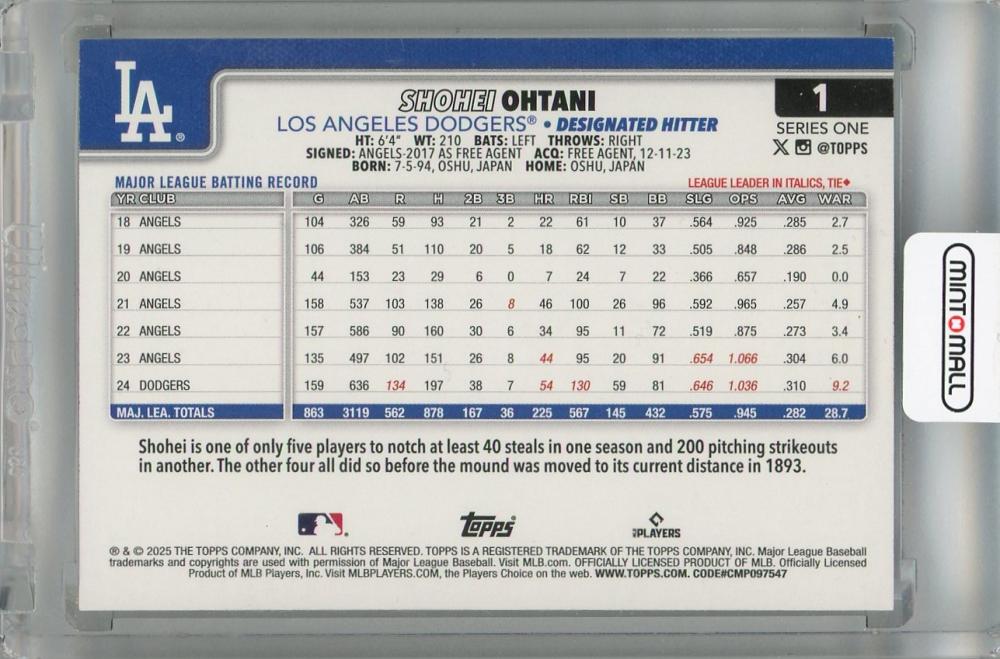 LA®
SHOHEI OHTANI
1
LOS ANGELES DODGERS® • DESIGNATED HITTER
SERIES ONE
HT: 6'4" WT: 210 BATS: LEFT THROWS: RIGHT
@TOPPS
SIGNED: ANGELS-2017 AS FREE AGENT ACQ: FREE AGENT, 12-11-23
BORN: 7-5-94, OSHU, JAPAN HOME: OSHU, JAPAN
MAJOR LEAGUE BATTING RECORD LEAGUE LEADER IN ITALICS, TIE◆
YR CLUB G AB R H 2B 3B HR RBI SB BB SLG OPS AVG WAR
18 ANGELS 104 326 59 93 21 2 22 61 10 37 .564 .925 .285 2.7
19 ANGELS 106 384 51 110 20 5 18 62 12 33 .505 .848 .286 2.5
20 ANGELS 44 153 23 29 6 0 7 24 7 22 .366 .657 .190 0.0
21 ANGELS 158 537 103 138 26 8 46 100 26 96 .592 .965 .257 4.9
22 ANGELS 157 586 90 160 30 6 34 95 11 72 .519 .875 .273 3.4
23 ANGELS 135 497 102 151 26 8 44 95 20 91 .654 1.066 .304 6.0
24 DODGERS 159 636 134 197 38 7 54 130 59 81 .646 1.036 .310 9.2
MAJ. LEA. TOTALS 863 3119 562 878 167 36 225 567 145 432 .575 .945 .282 28.7
MINT MALL
Shohei is one of only five players to notch at least 40 steals in one season and 200 pitching strikeouts
in another. The other four all did so before the mound was moved to its current distance in 1893.
Topps
PLAYERS
® & © 2025 THE TOPPS COMPANY, INC. ALL RIGHTS RESERVED. TOPPS IS A REGISTERED TRADEMARK OF THE TOPPS COMPANY, INC. Major League Baseball
trademarks and copyrights are used with permission of Major League Baseball. Visit MLB.com. OFFICIALLY LICENSED PRODUCT OF MLB. Officially Licensed
Product of MLB Players, Inc. Visit MLBPLAYERS.COM, the Players Choice on the web. WWW.TOPPS.COM. CODE#CMP097547